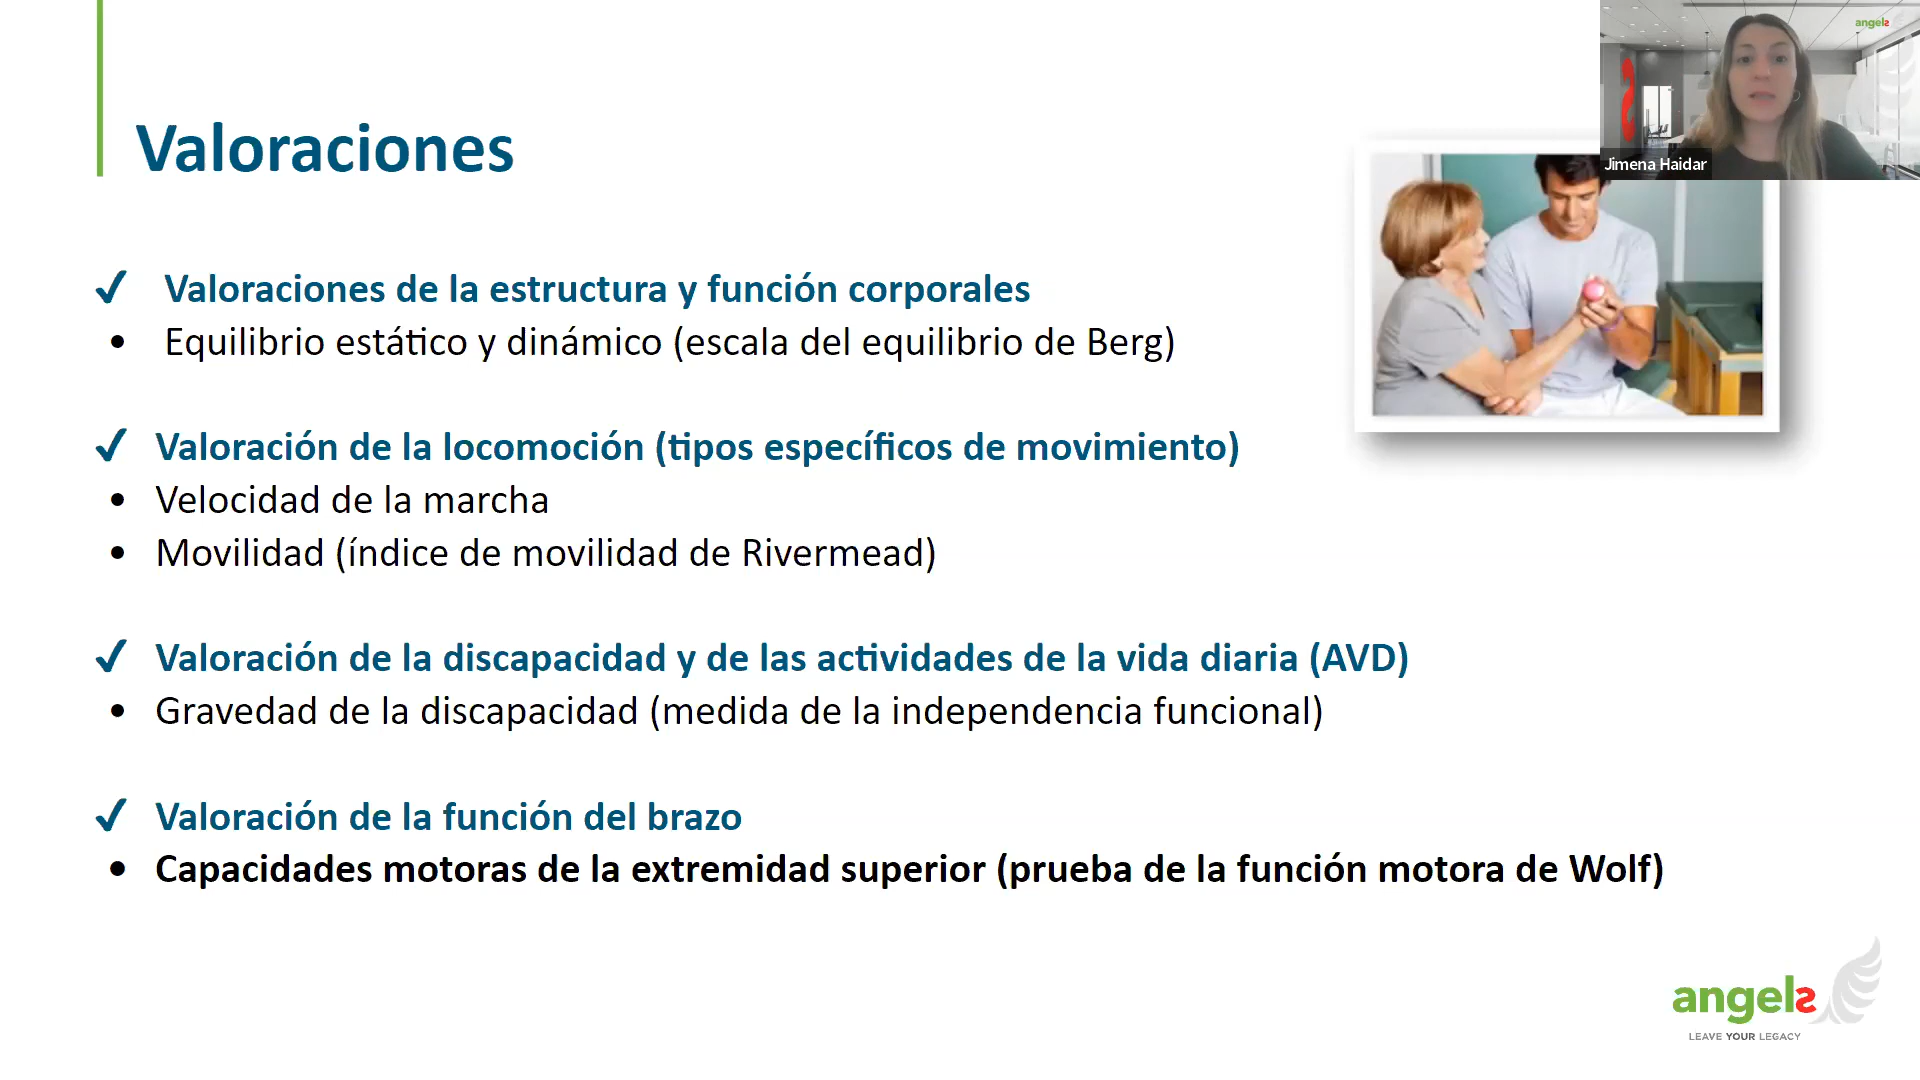 angels
Jimena Haidar
Valoraciones
✔ Valoraciones de la estructura y función corporales
• Equilibrio estático y dinámico (escala del equilibrio de Berg)
✔ Valoración de la locomoción (tipos específicos de movimiento)
• Velocidad de la marcha
• Movilidad (índice de movilidad de Rivermead)
✔ Valoración de la discapacidad y de las actividades de la vida diaria (AVD)
• Gravedad de la discapacidad (medida de la independencia funcional)
✔ Valoración de la función del brazo
• Capacidades motoras de la extremidad superior (prueba de la función motora de Wolf)
angels
LEAVE YOUR LEGACY